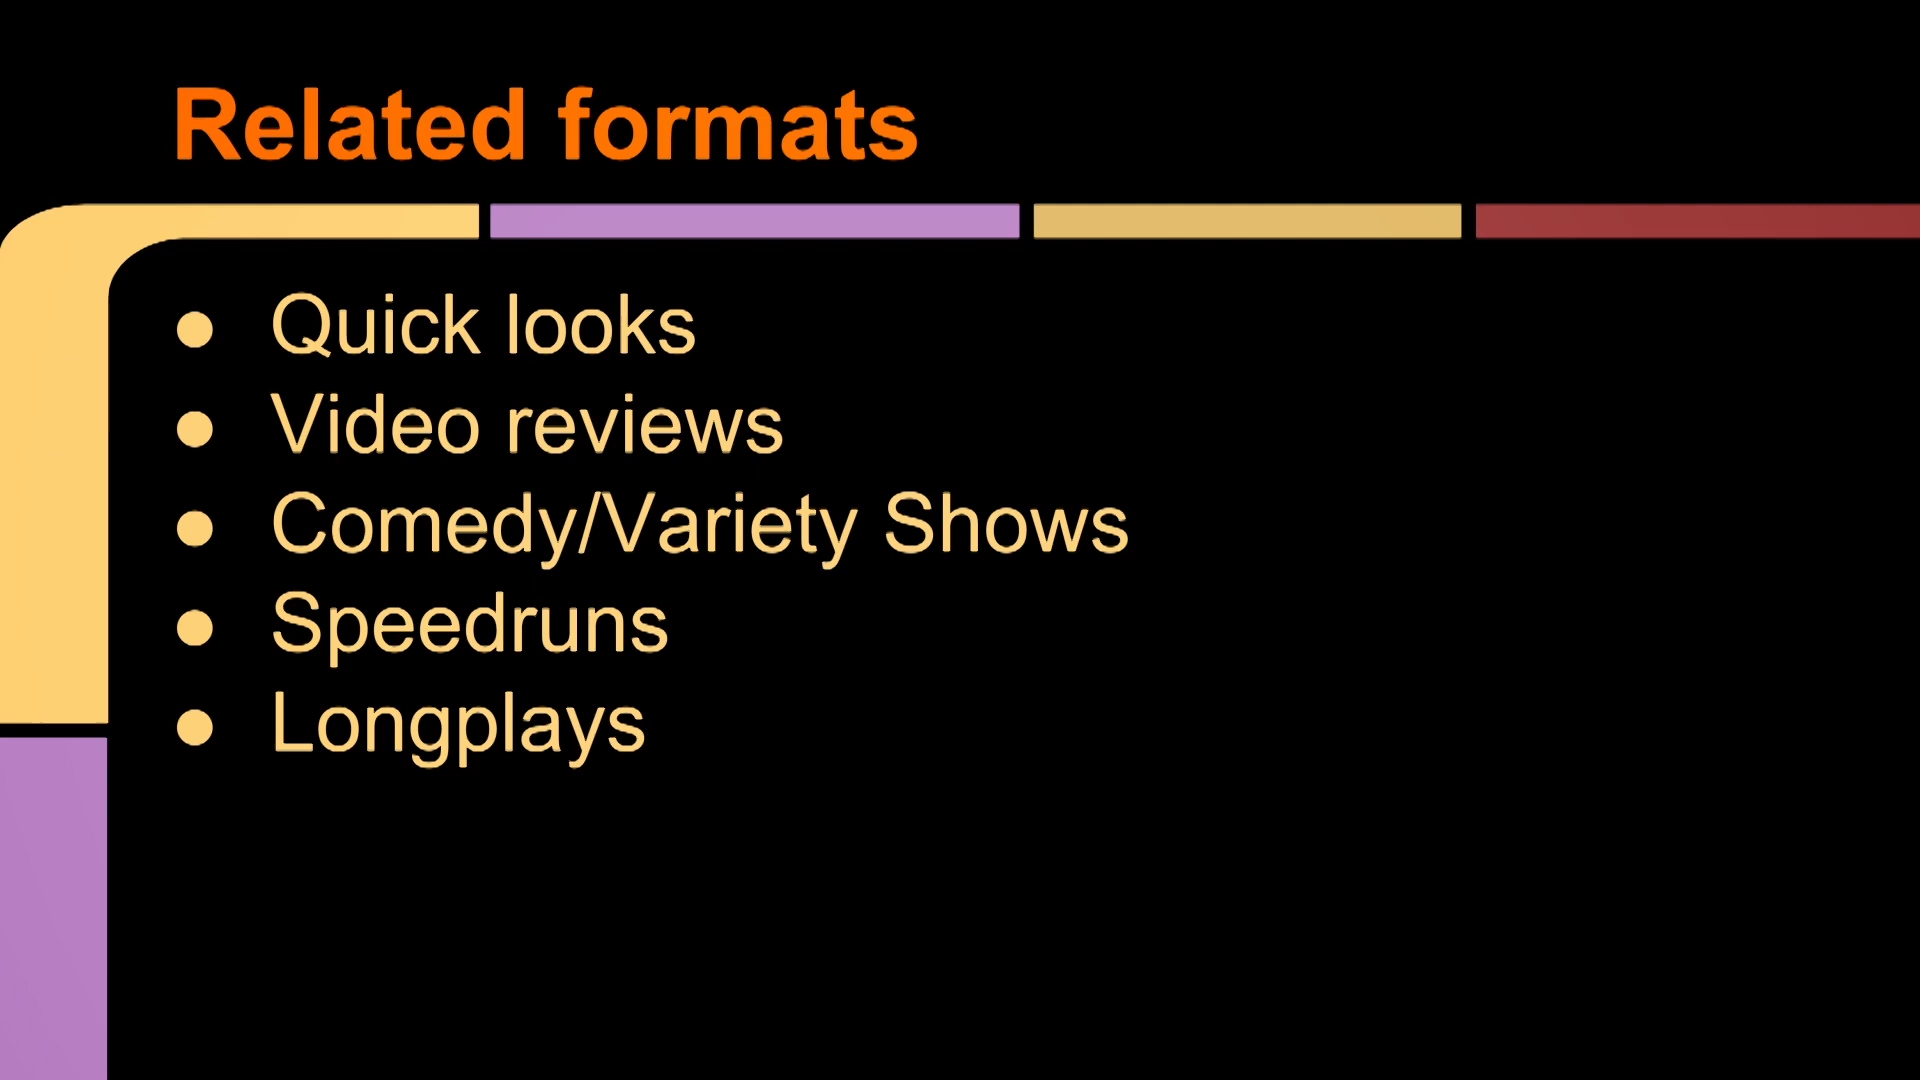 Related formats
● Quick looks
● Video reviews
● Comedy/Variety Shows
● Speedruns
● Longplays